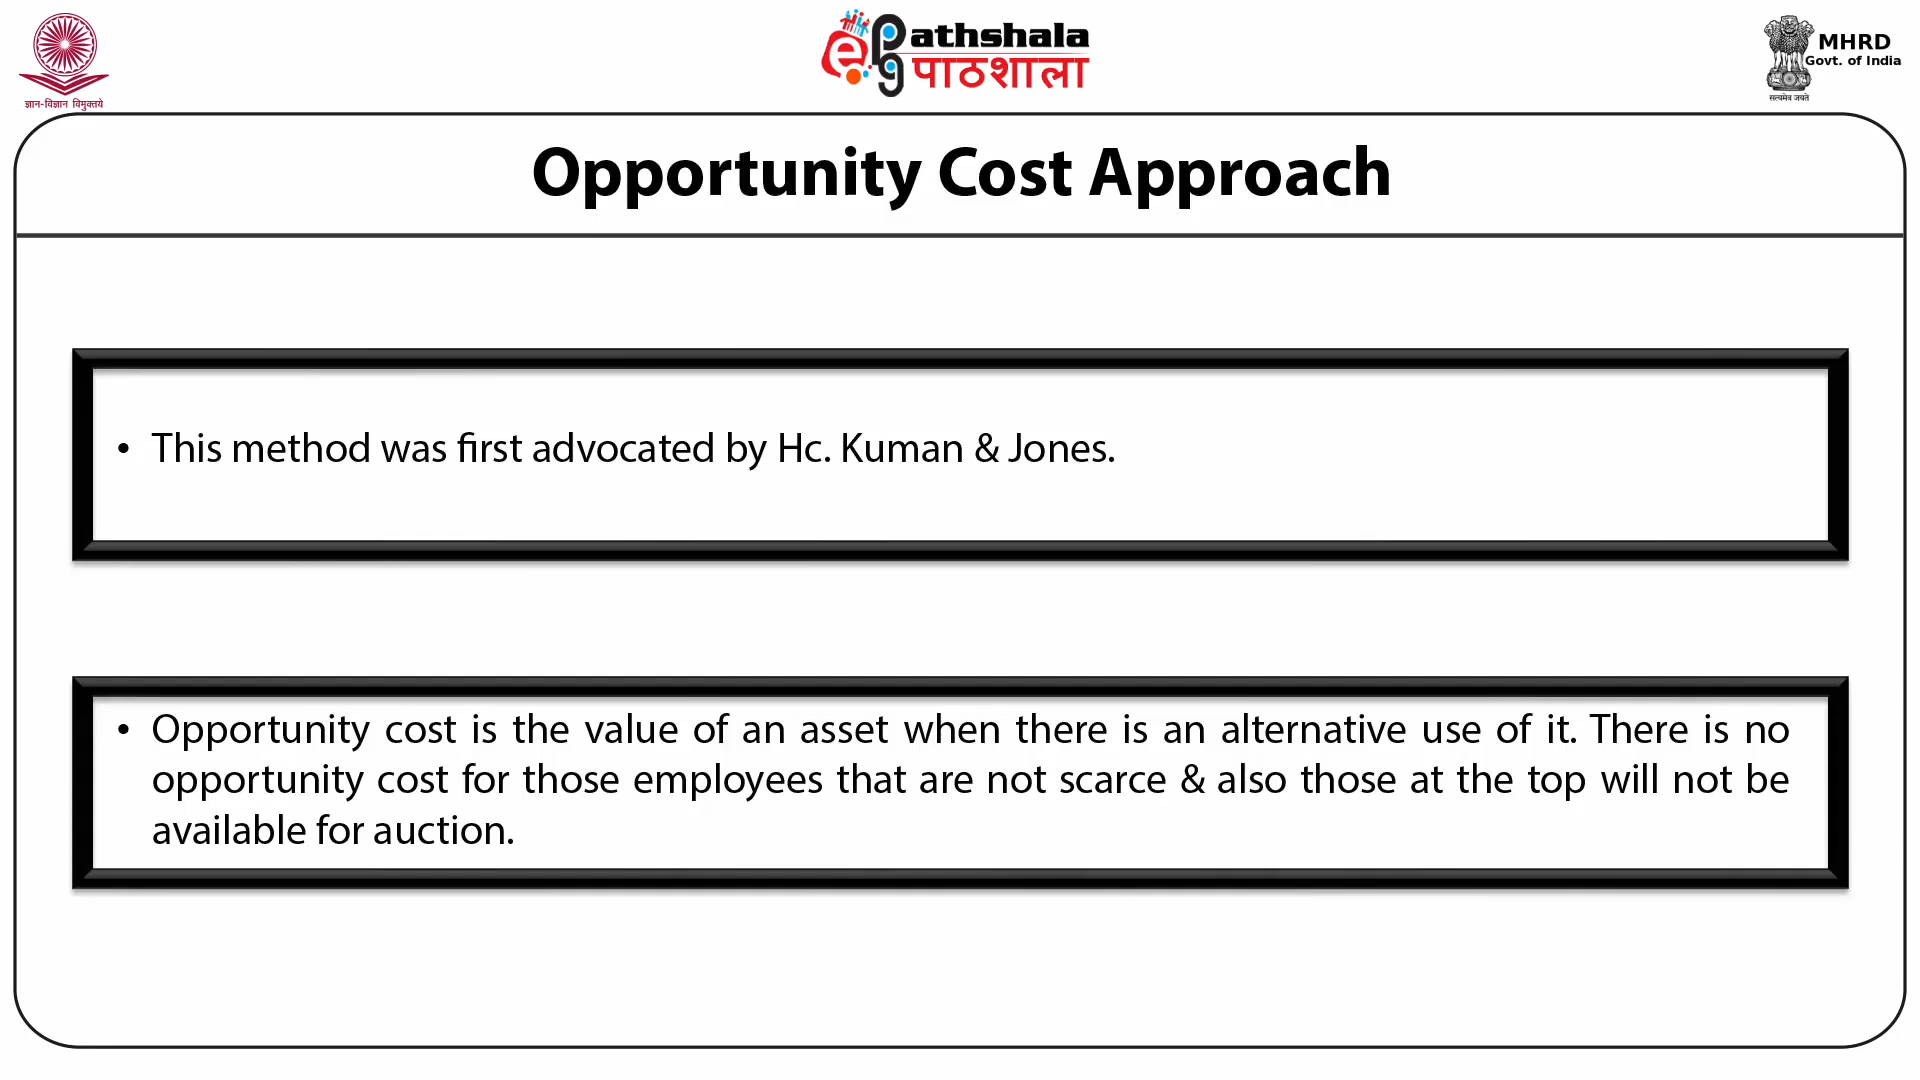 ज्ञान-विज्ञान विमुक्तये
ePathshala
पाठशाला
MHRD
Govt. of India
सत्यमेव जयते
Opportunity Cost Approach
• This method was first advocated by Hc. Kuman & Jones.
• Opportunity cost is the value of an asset when there is an alternative use of it. There is no
opportunity cost for those employees that are not scarce & also those at the top will not be
available for auction.